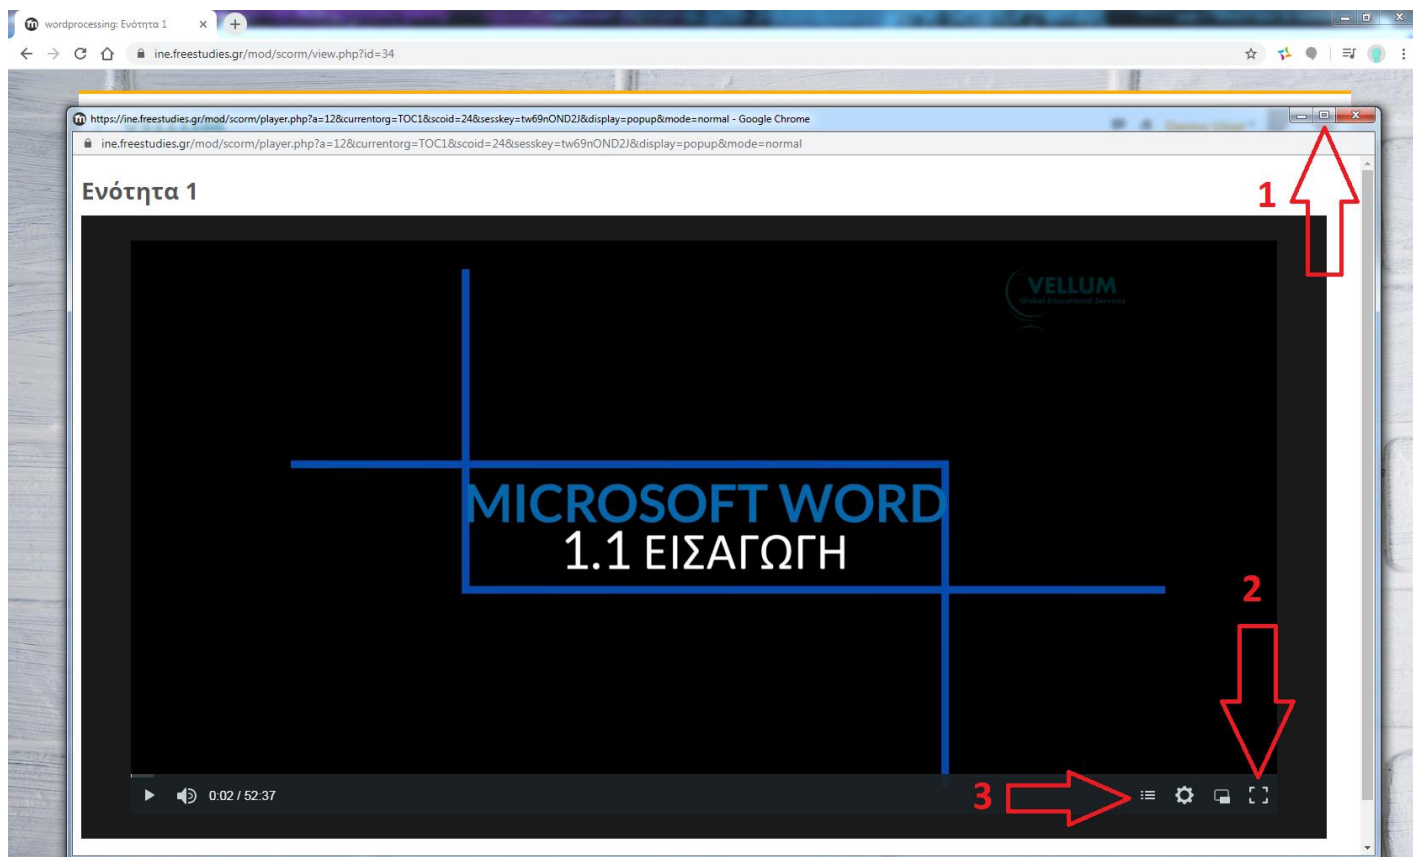 wordprocessing: Ενότητα 1
ine.freestudies.gr/mod/scorm/view.php?id=34
https://ine.freestudies.gr/mod/scorm/player.php?a=12&currentorg=TOC1&scoid=24&sesskey=tw69nOND2J&display=popup&mode=normal - Google Chrome
ine.freestudies.gr/mod/scorm/player.php?a=12&currentorg=TOC1&scoid=24&sesskey=tw69nOND2J&display=popup&mode=normal
Ενότητα 1
1
VELLUM
Global Educational Services
MICROSOFT WORD
1.1 ΕΙΣΑΓΩΓΗ
2
3
0:02 / 52:37